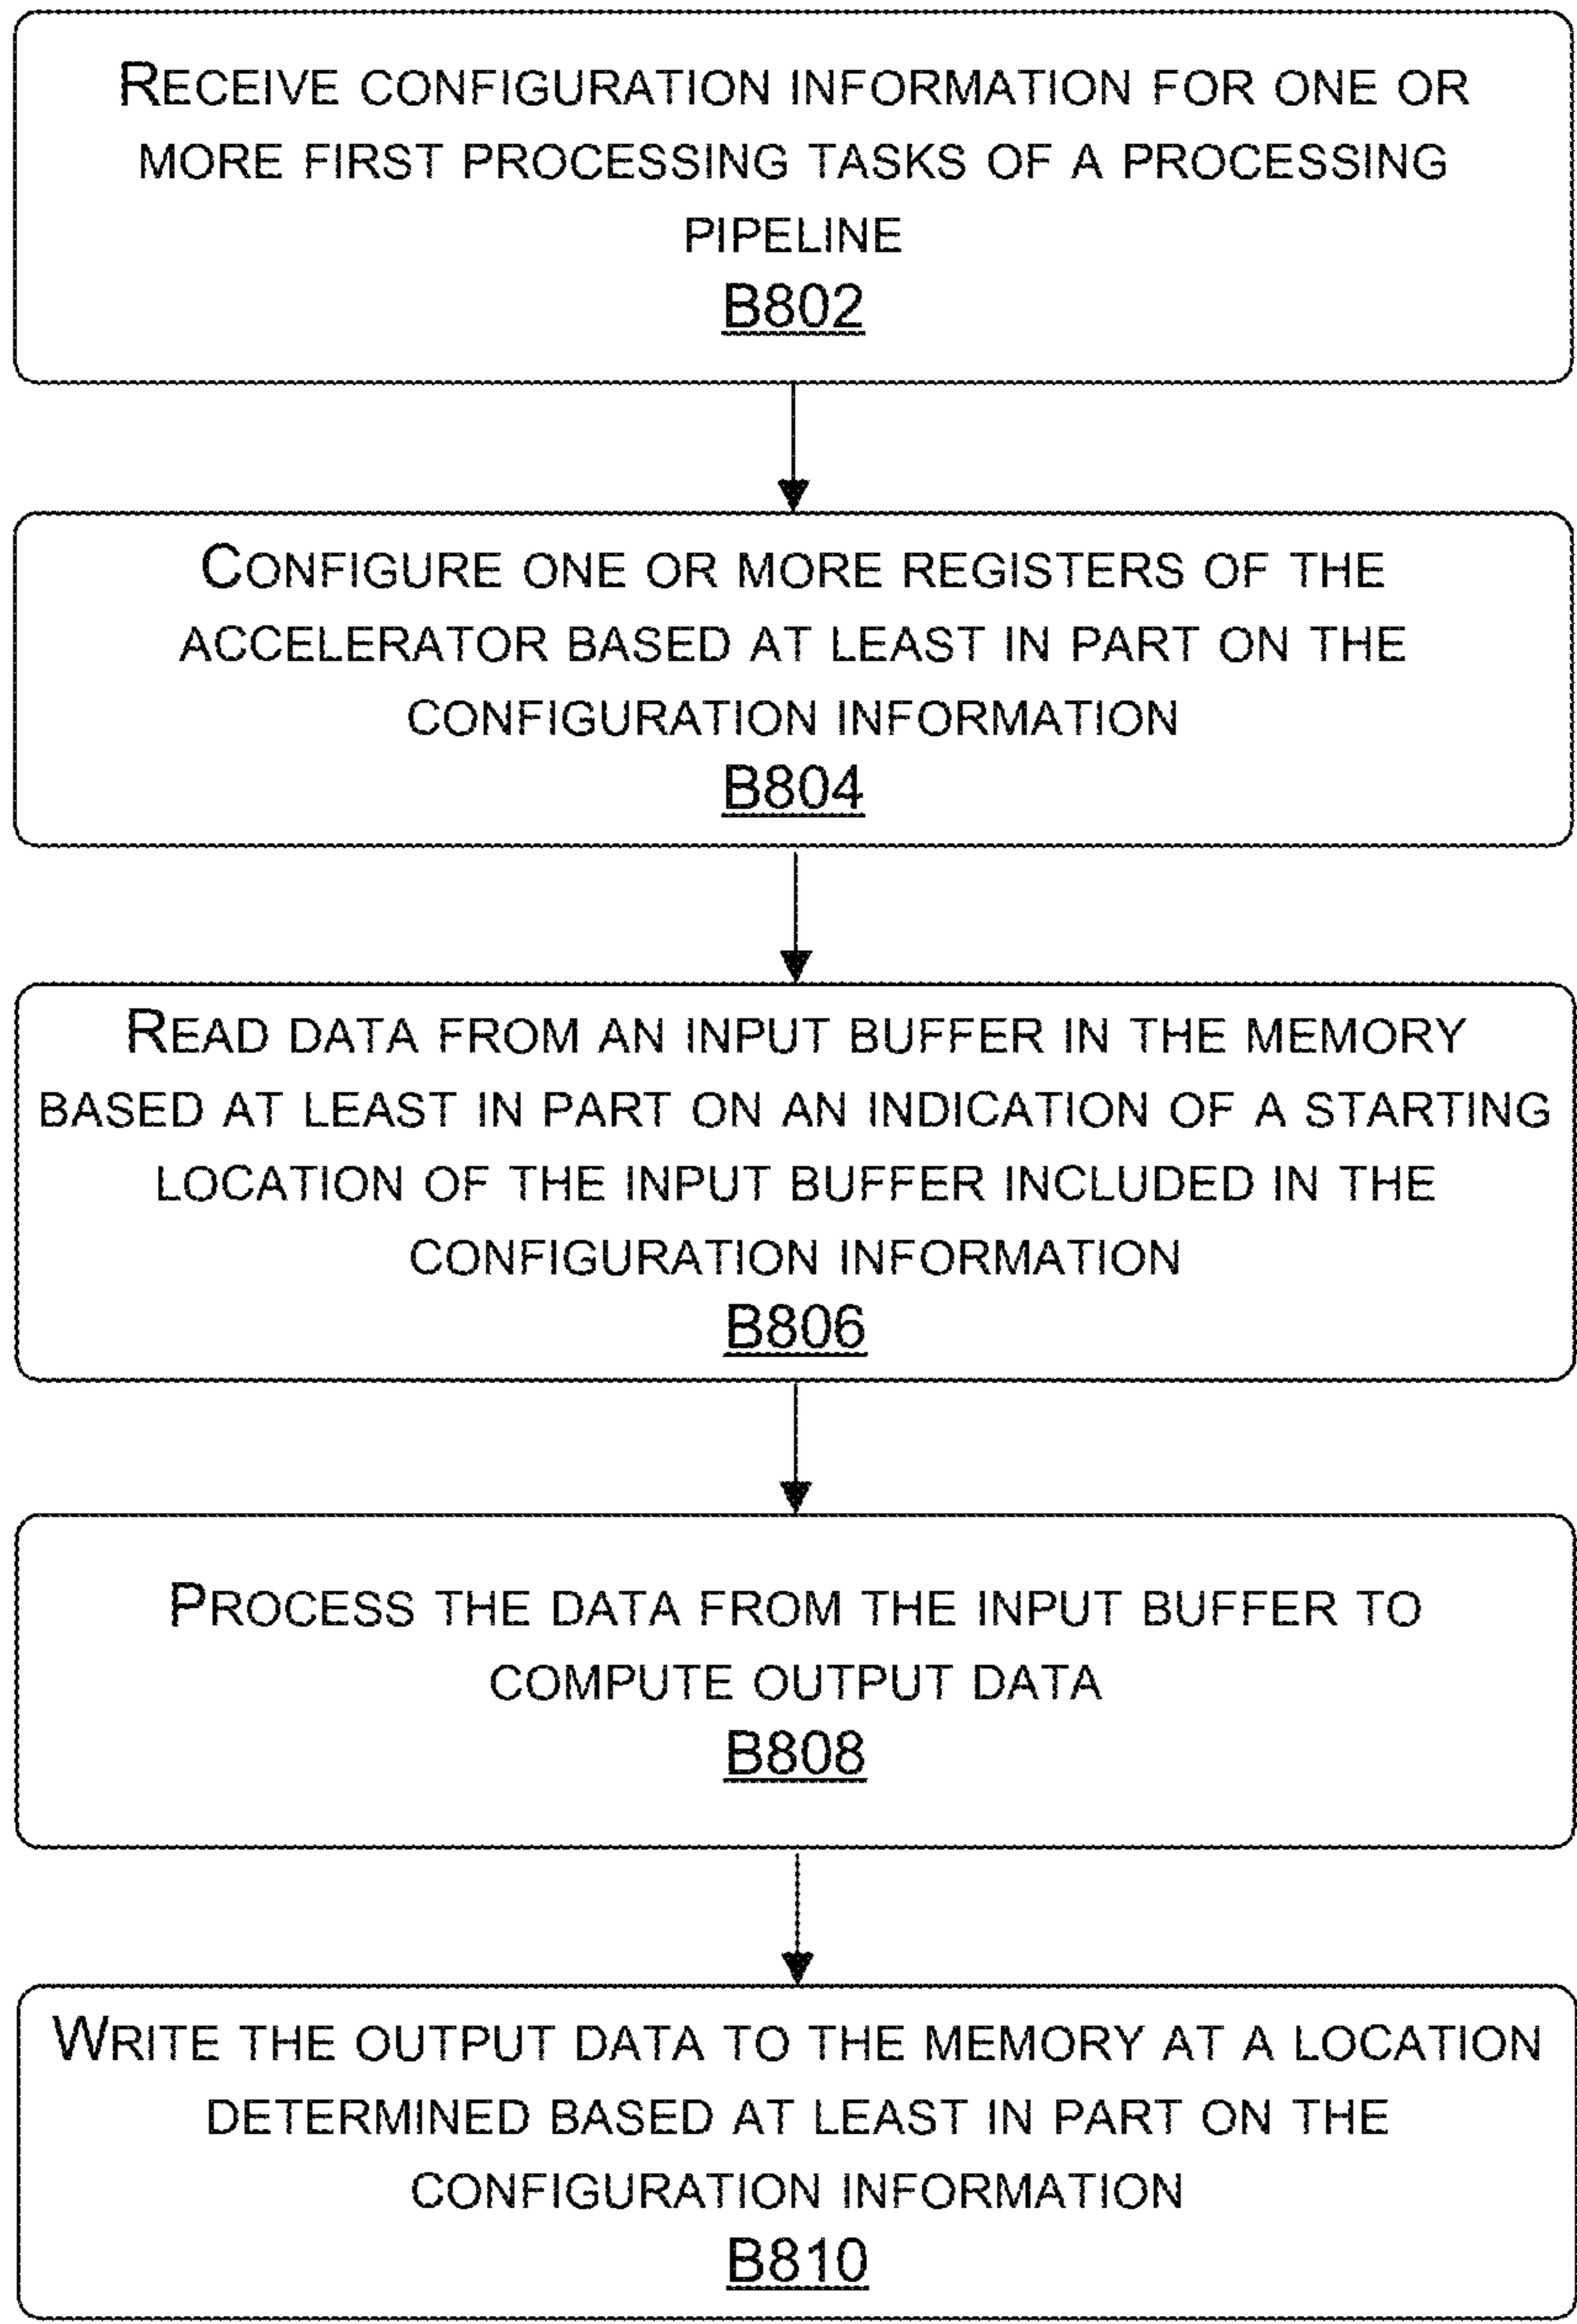 RECEIVE CONFIGURATION INFORMATION FOR ONE OR
MORE FIRST PROCESSING TASKS OF A PROCESSING
PIPELINE
B802
CONFIGURE ONE OR MORE REGISTERS OF THE
ACCELERATOR BASED AT LEAST IN PART ON THE
CONFIGURATION INFORMATION
B804
READ DATA FROM AN INPUT BUFFER IN THE MEMORY
BASED AT LEAST IN PART ON AN INDICATION OF A STARTING
LOCATION OF THE INPUT BUFFER INCLUDED IN THE
CONFIGURATION INFORMATION
B806
PROCESS THE DATA FROM THE INPUT BUFFER TO
COMPUTE OUTPUT DATA
B808
WRITE THE OUTPUT DATA TO THE MEMORY AT A LOCATION
DETERMINED BASED AT LEAST IN PART ON THE
CONFIGURATION INFORMATION
B810